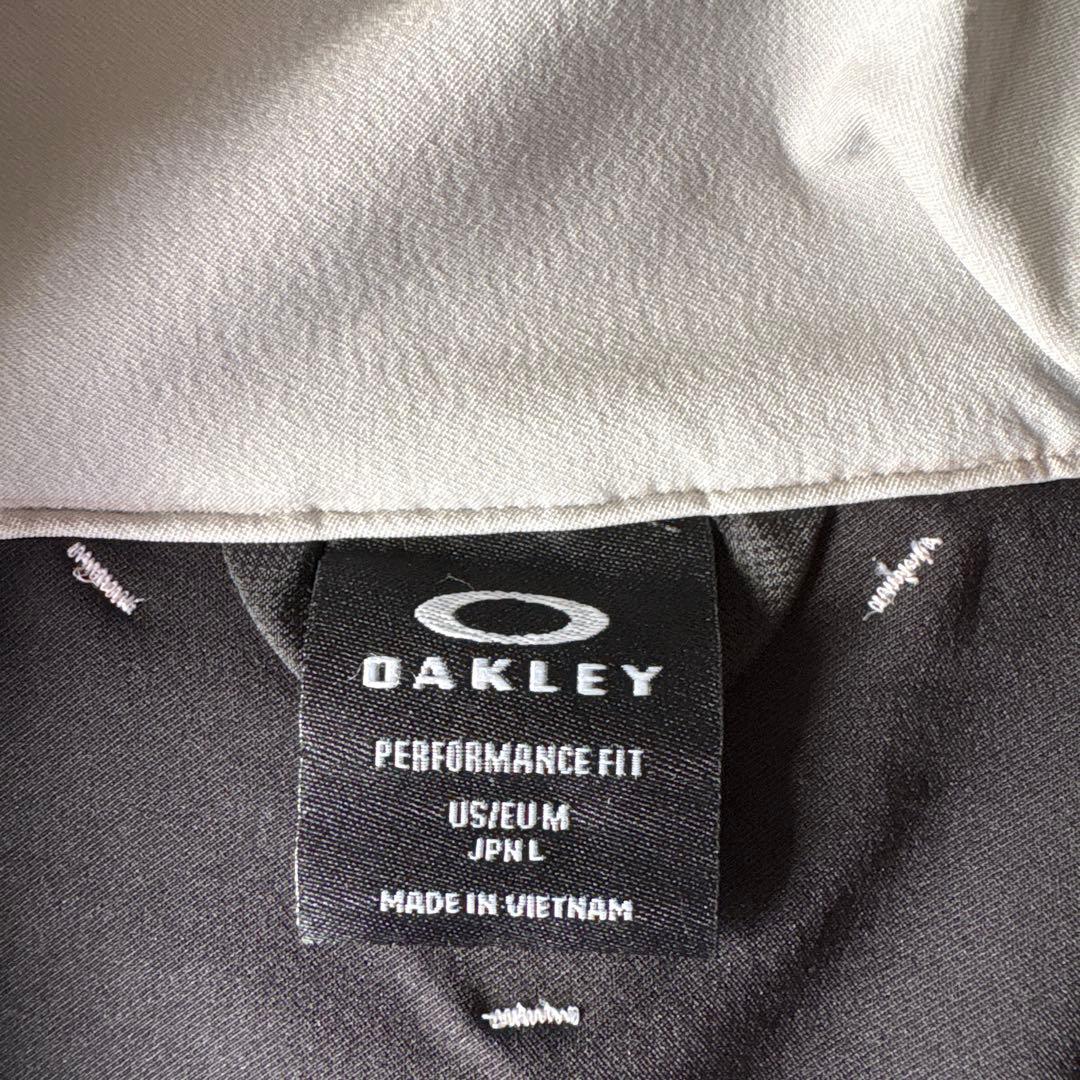 OAKLEY
PERFORMANCE FIT
US/EU M
JPN L
MADE IN VIETNAM